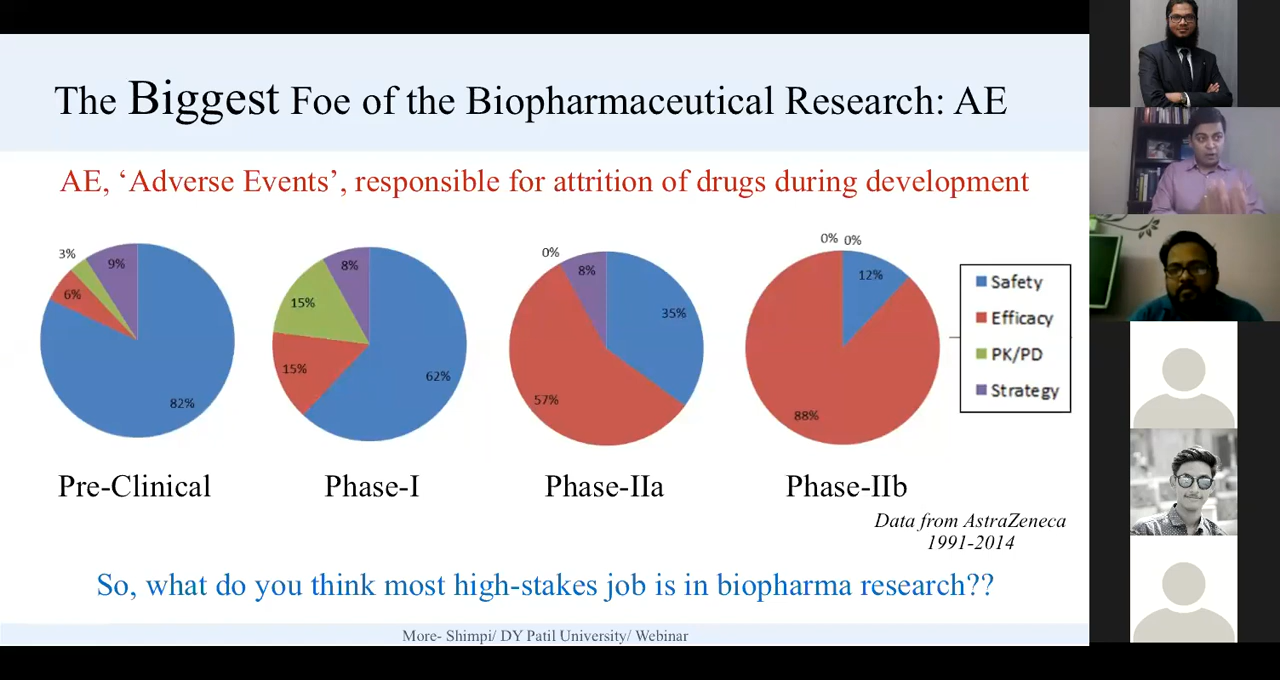 The Biggest Foe of the Biopharmaceutical Research: AE
AE, ‘Adverse Events’, responsible for attrition of drugs during development
3%
9%
6%
82%
Pre-Clinical
8%
15%
15%
62%
Phase-I
0%
8%
35%
57%
Phase-IIa
0% 0%
12%
88%
Phase-IIb
Safety
Efficacy
PK/PD
Strategy
Data from AstraZeneca
1991-2014
So, what do you think most high-stakes job is in biopharma research??
More- Shimpi/ DY Patil University/ Webinar